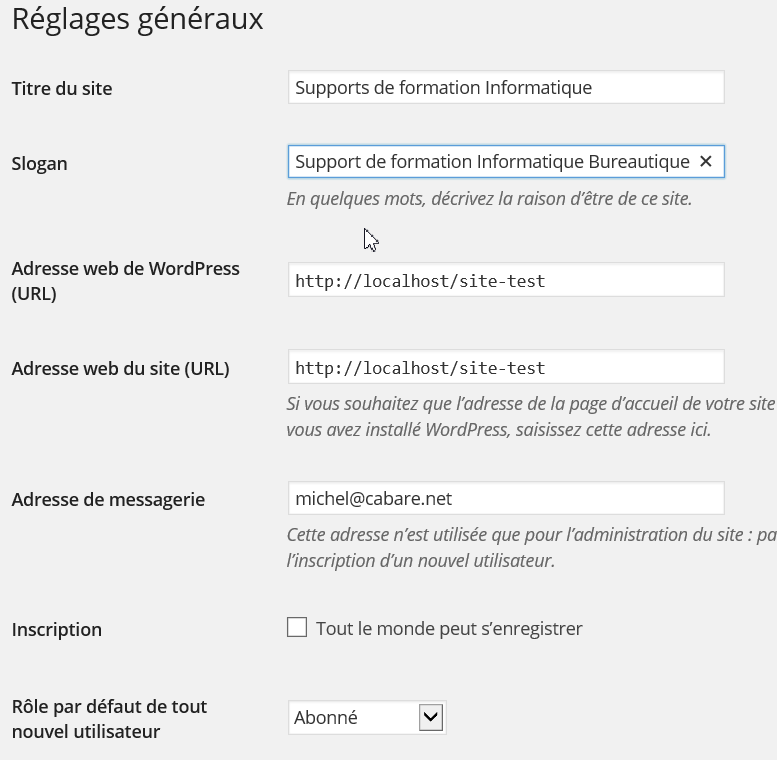 Réglages généraux
Titre du site
Supports de formation Informatique
Slogan
Support de formation Informatique Bureautique
En quelques mots, décrivez la raison d’être de ce site.
Adresse web de WordPress
(URL)
http://localhost/site-test
Adresse web du site (URL)
http://localhost/site-test
Si vous souhaitez que l’adresse de la page d’accueil de votre site
vous avez installé WordPress, saisissez cette adresse ici.
Adresse de messagerie
michel@cabare.net
Cette adresse n’est utilisée que pour l’administration du site : pa
l’inscription d’un nouvel utilisateur.
Inscription
Tout le monde peut s’enregistrer
Rôle par défaut de tout
nouvel utilisateur
Abonné